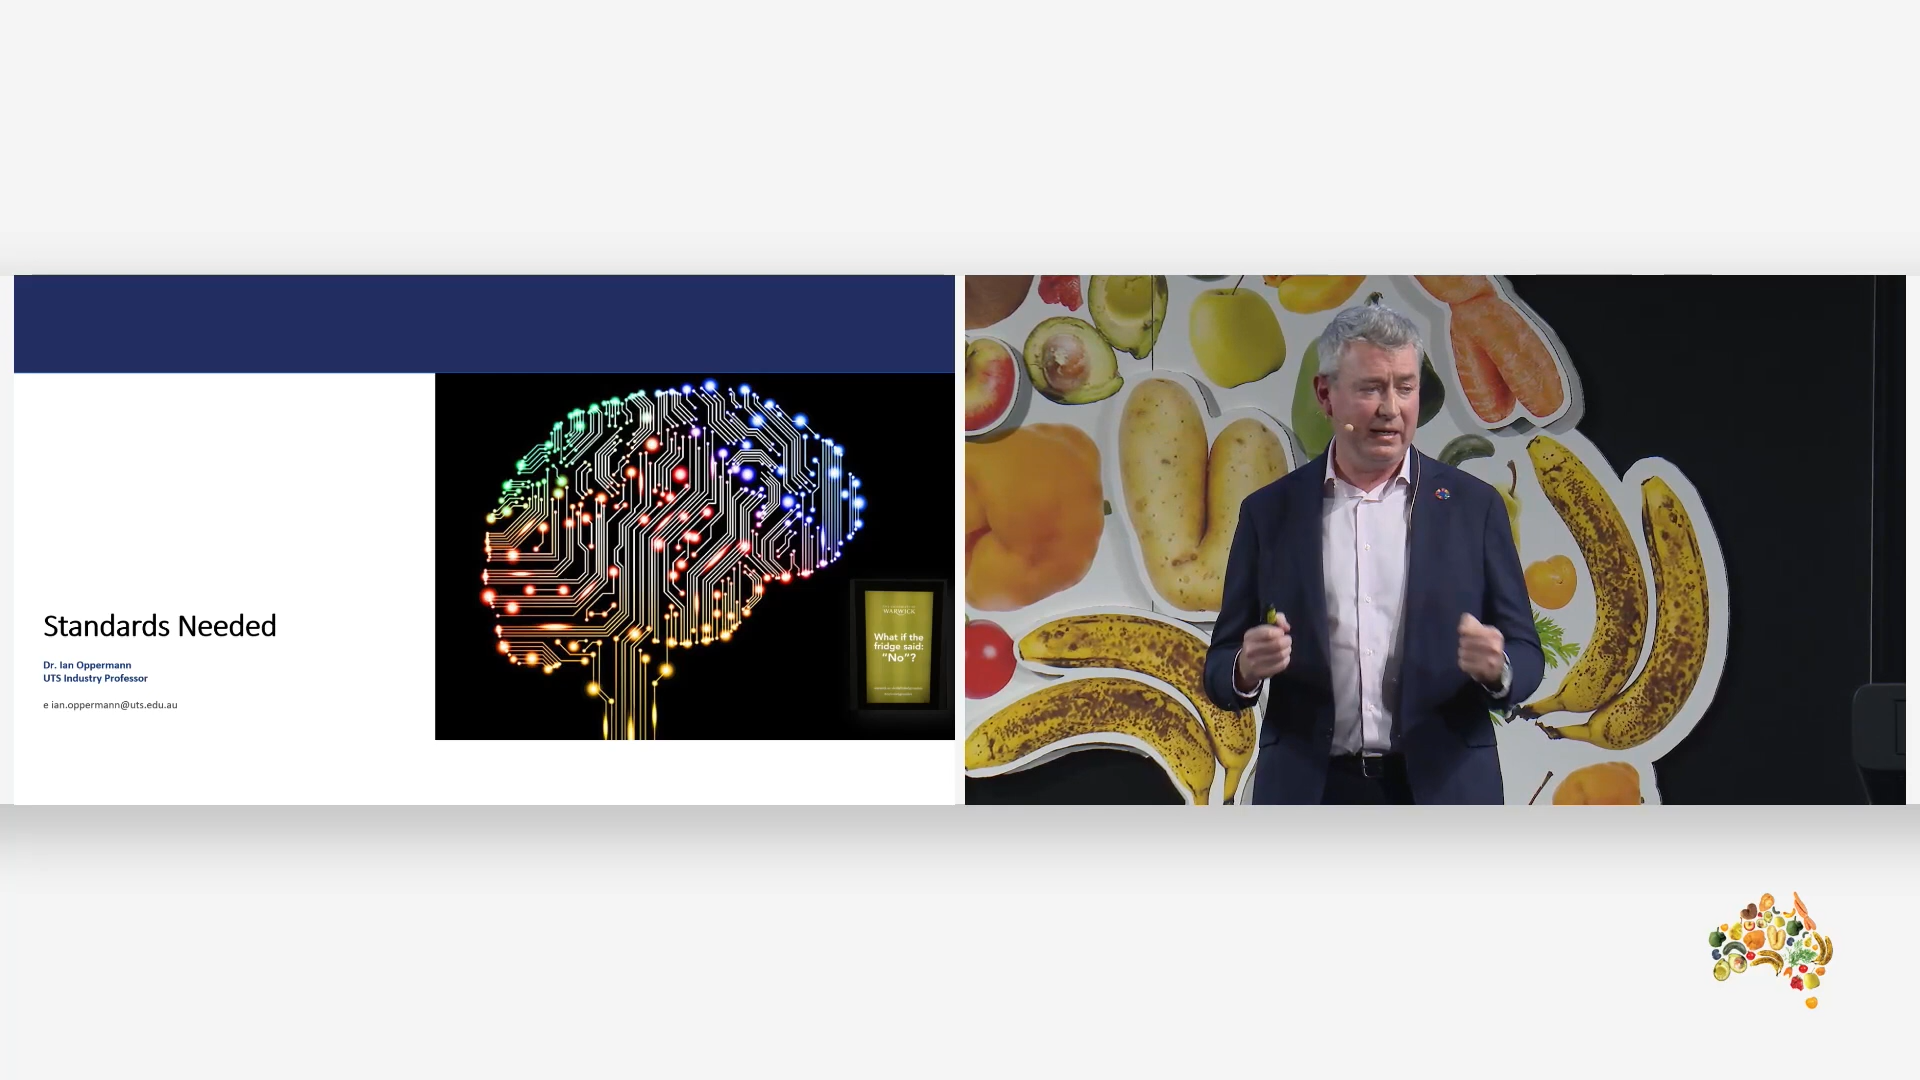 Standards Needed
Dr. Ian Oppermann
UTS Industry Professor
e ian.oppermann@uts.edu.au
WARWICK
What if the
fridge said:
"No"?